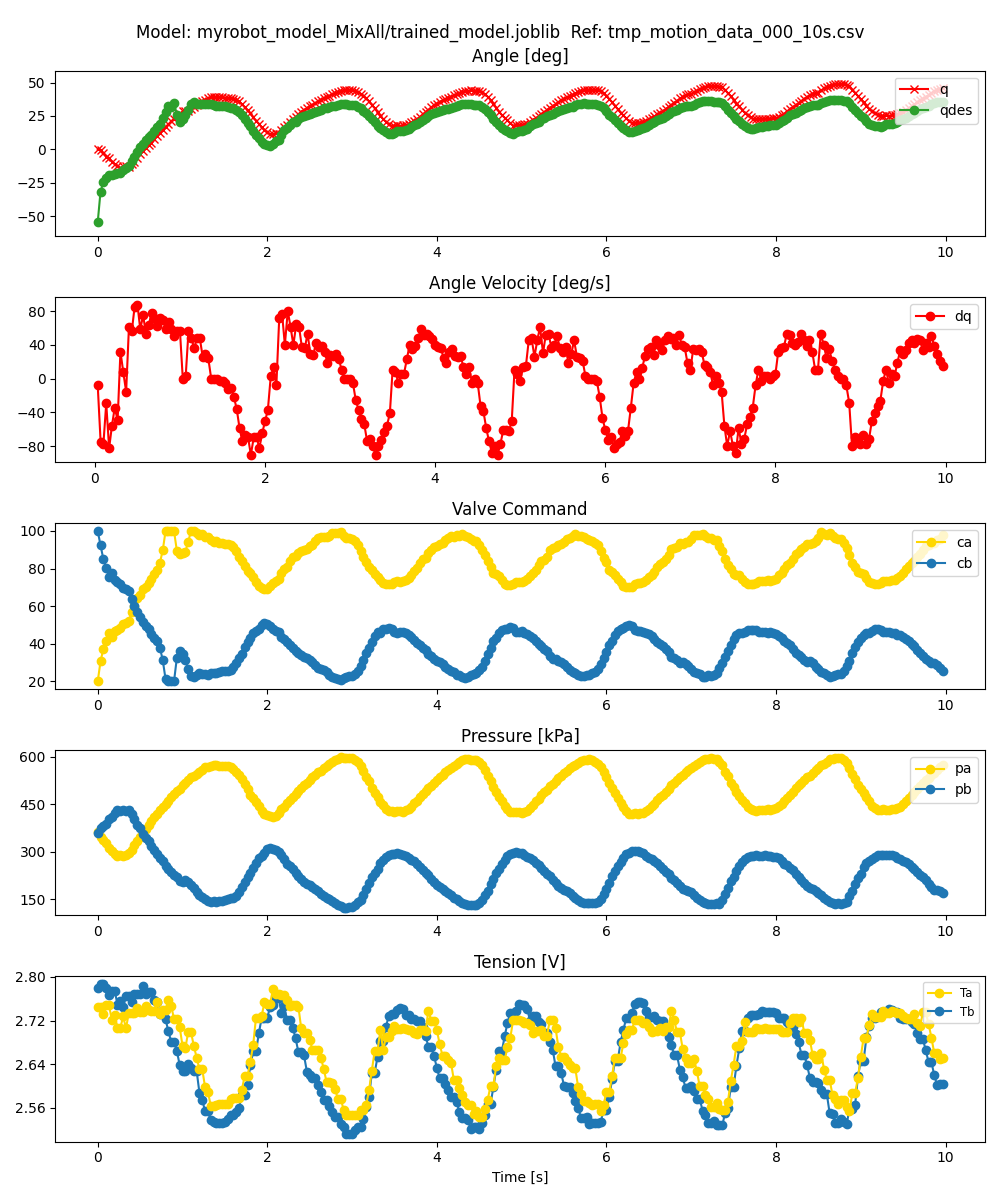 Model: myrobot_model_MixAll/trained_model.joblib  Ref: tmp_motion_data_000_10s.csv
Angle [deg]
50
25
0
−25
−50
q
qdes
0 2 4 6 8 10
Angle Velocity [deg/s]
80
40
0
−40
−80
dq
0 2 4 6 8 10
Valve Command
100
80
60
40
20
ca
cb
0 2 4 6 8 10
Pressure [kPa]
600
450
300
150
pa
pb
0 2 4 6 8 10
Tension [V]
2.80
2.72
2.64
2.56
Ta
Tb
0 2 4 6 8 10
Time [s]